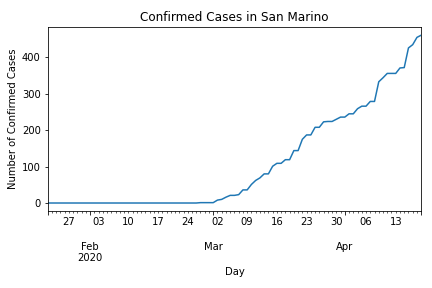 Confirmed Cases in San Marino
Number of Confirmed Cases
400
300
200
100
0
27 03 10 17 24 02 09 16 23 30 06 13
Feb Mar Apr
2020
Day